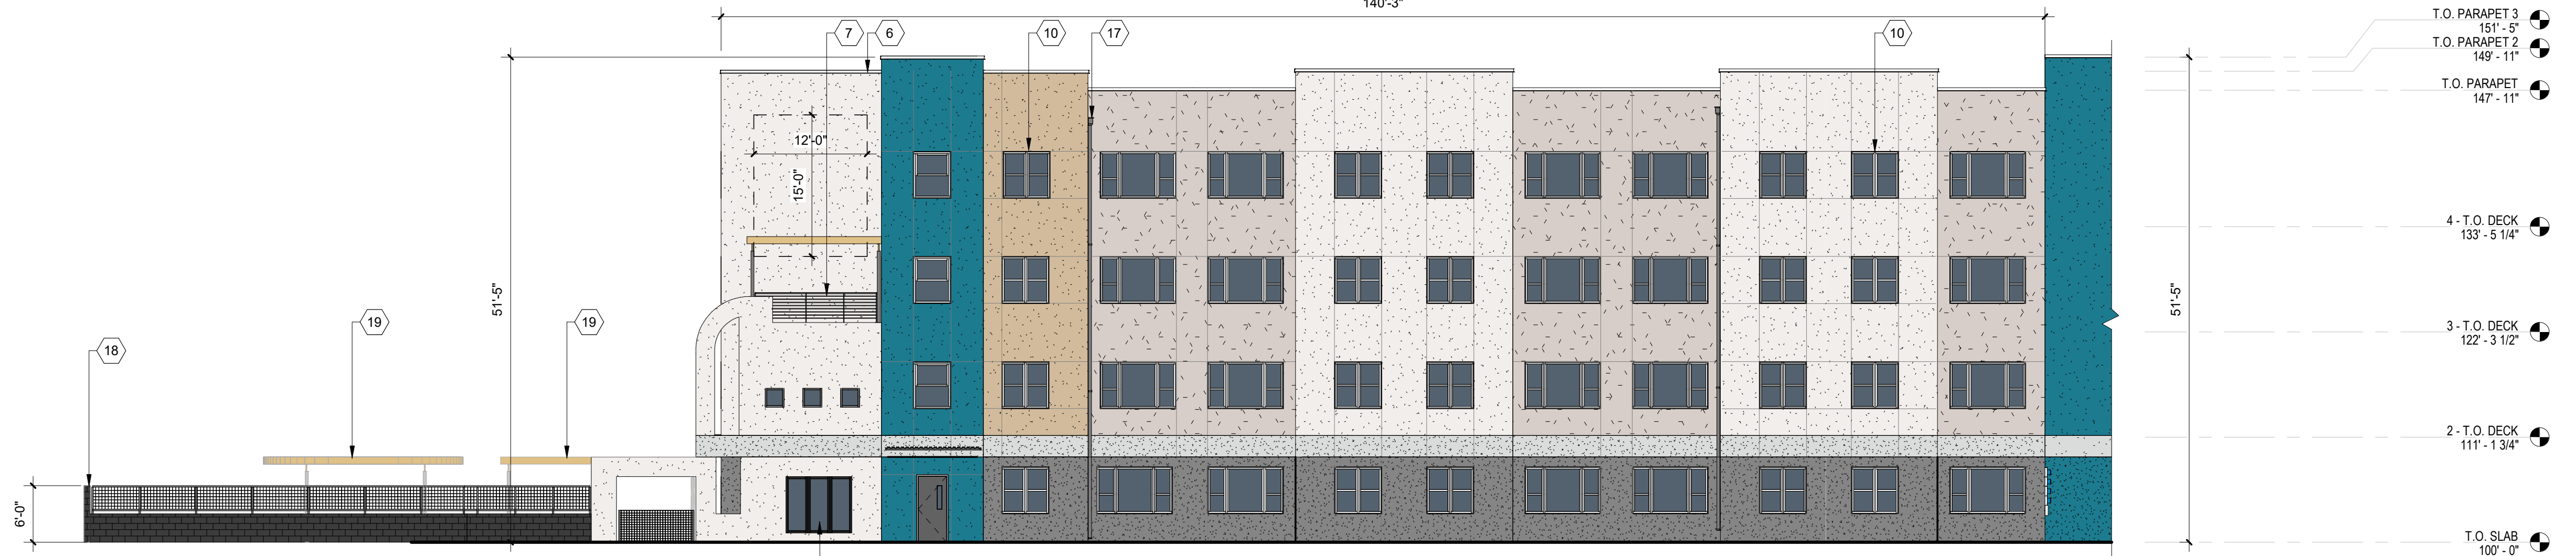 140'-3"
7
6
10
17
10
T.O. PARAPET 3
151' - 5"
T.O. PARAPET 2
149' - 11"
T.O. PARAPET
147' - 11"
12'-0"
15'-0"
4 - T.O. DECK
133' - 5 1/4"
51'-5"
51'-5"
19
19
18
3 - T.O. DECK
122' - 3 1/2"
2 - T.O. DECK
111' - 1 3/4"
6'-0"
T.O. SLAB
100' - 0"